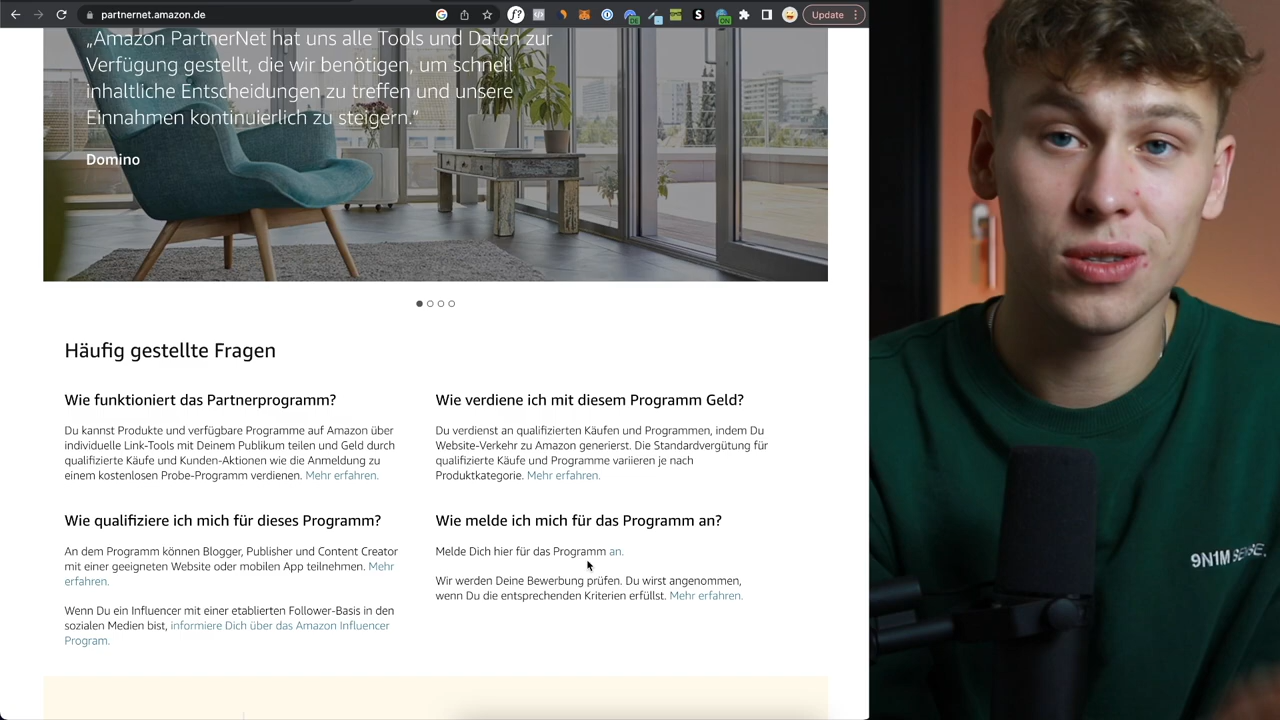 partnernet.amazon.de
Update
„Amazon PartnerNet hat uns alle Tools und Daten zur
Verfügung gestellt, die wir benötigen, um schnell
inhaltliche Entscheidungen zu treffen und unsere
Einnahmen kontinuierlich zu steigern.“
Domino
Häufig gestellte Fragen
Wie funktioniert das Partnerprogramm?
Du kannst Produkte und verfügbare Programme auf Amazon über
individuelle Link-Tools mit Deinem Publikum teilen und Geld durch
qualifizierte Käufe und Kunden-Aktionen wie die Anmeldung zu
einem kostenlosen Probe-Programm verdienen. Mehr erfahren.
Wie verdiene ich mit diesem Programm Geld?
Du verdienst an qualifizierten Käufen und Programmen, indem Du
Website-Verkehr zu Amazon generierst. Die Standardvergütung für
qualifizierte Käufe und Programme variieren je nach
Produktkategorie. Mehr erfahren.
Wie qualifiziere ich mich für dieses Programm?
An dem Programm können Blogger, Publisher und Content Creator
mit einer geeigneten Website oder mobilen App teilnehmen. Mehr
erfahren.
Wenn Du ein Influencer mit einer etablierten Follower-Basis in den
sozialen Medien bist, informiere Dich über das Amazon Influencer
Program.
Wie melde ich mich für das Programm an?
Melde Dich hier für das Programm an.
Wir werden Deine Bewerbung prüfen. Du wirst angenommen,
wenn Du die entsprechenden Kriterien erfüllst. Mehr erfahren.
9N1M SENSE.